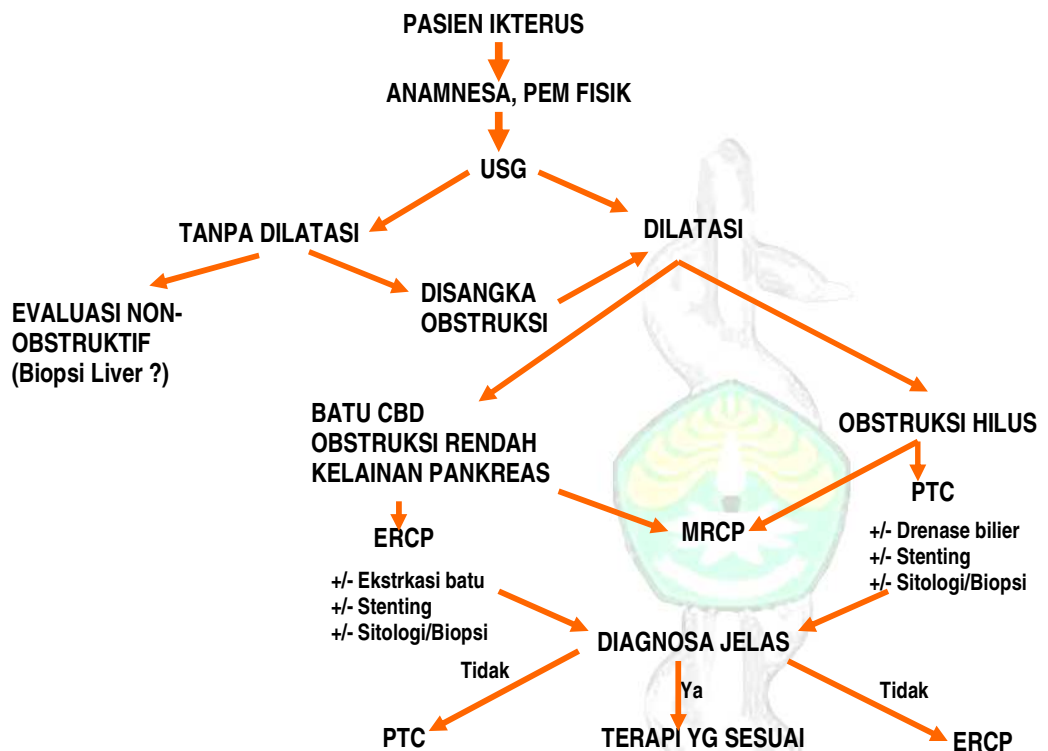 PASIEN IKTERUS
ANAMNESA, PEM FISIK
USG
TANPA DILATASI
DILATASI
EVALUASI NON-
OBSTRUKTIF
(Biopsi Liver ?)
DISANGKA
OBSTRUKSI
BATU CBD
OBSTRUKSI RENDAH
KELAINAN PANKREAS
OBSTRUKSI HILUS
ERCP
+/- Ekstrkasi batu
+/- Stenting
+/- Sitologi/Biopsi
MRCP
PTC
+/- Drenase bilier
+/- Stenting
+/- Sitologi/Biopsi
DIAGNOSA JELAS
Tidak
Ya
Tidak
PTC
TERAPI YG SESUAI
ERCP